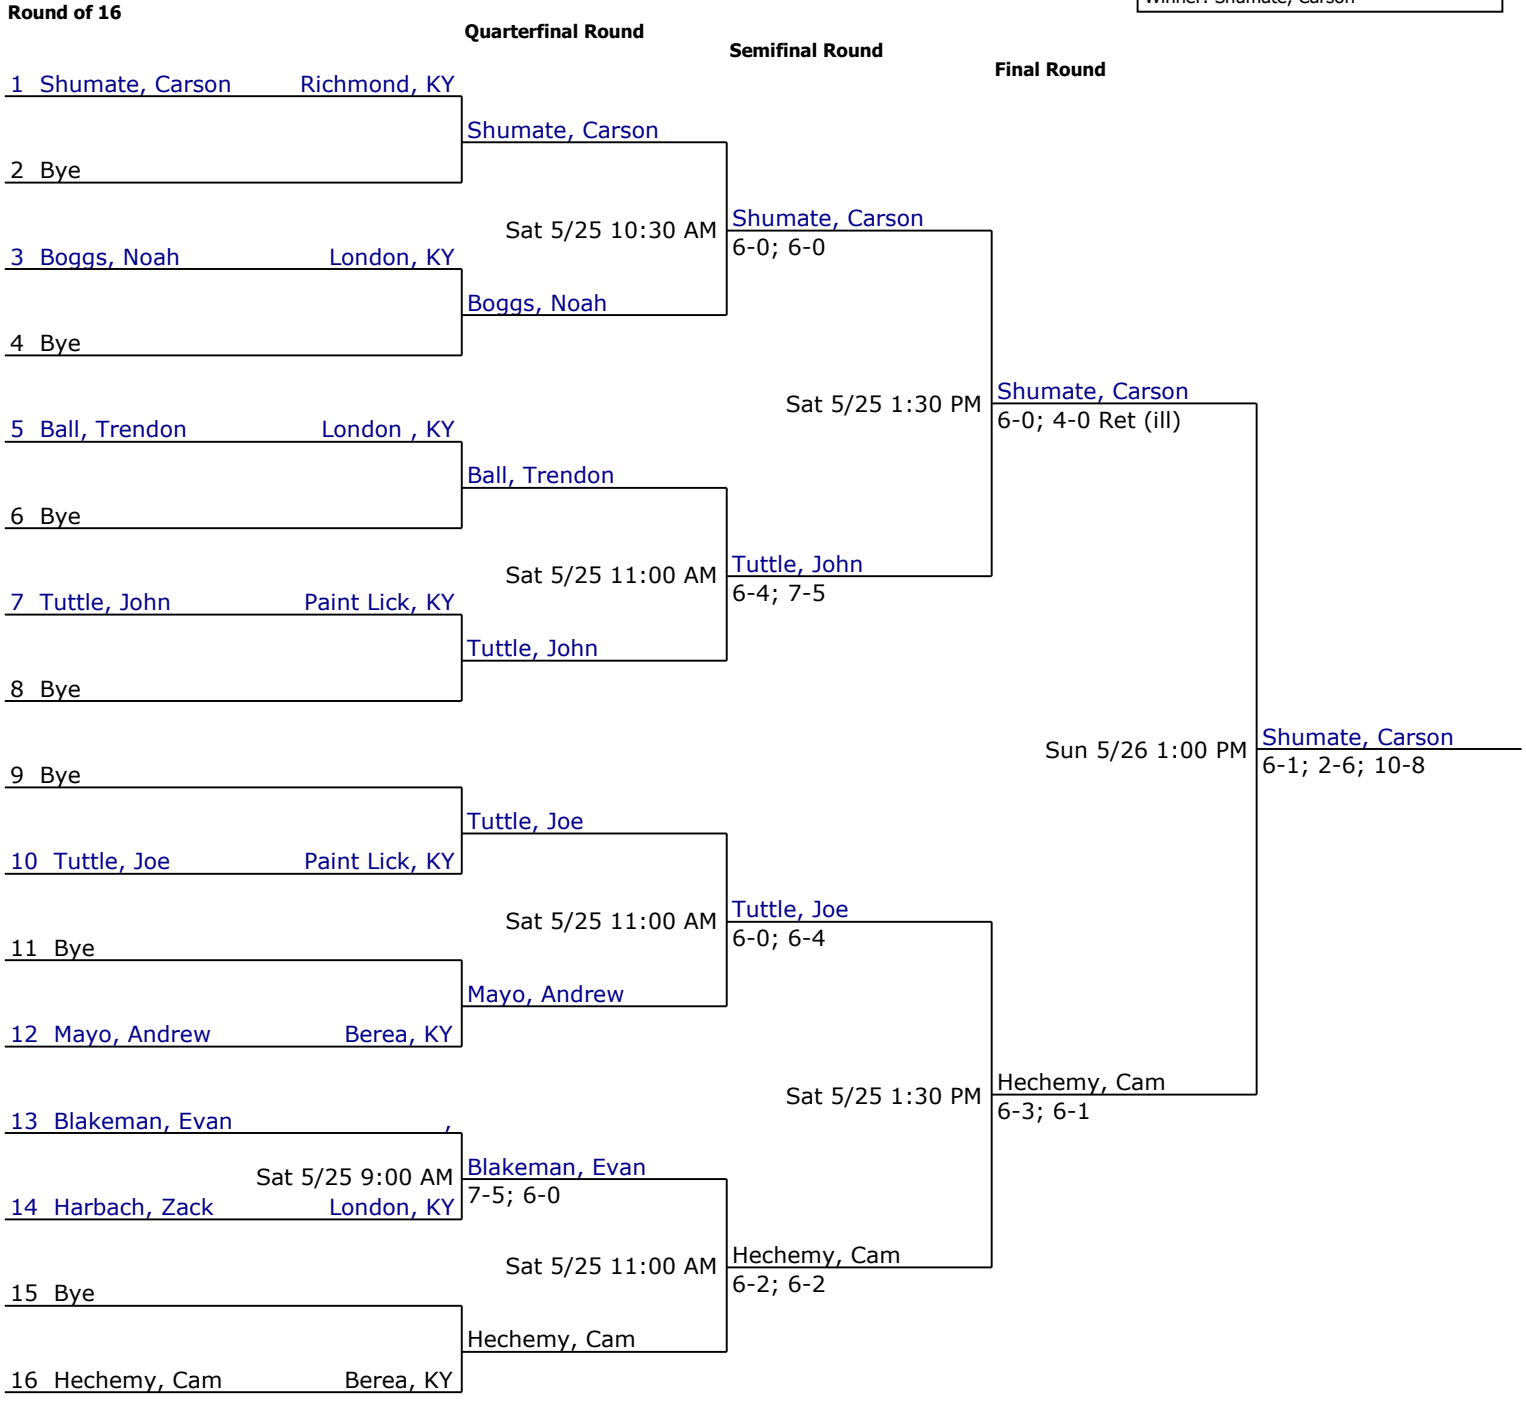 Winner: Shumate, Carson
Round of 16
Quarterfinal Round
Semifinal Round
Final Round
1 Shumate, Carson Richmond, KY
Shumate, Carson
2 Bye
Sat 5/25 10:30 AM
Shumate, Carson
6-0; 6-0
3 Boggs, Noah London, KY
Boggs, Noah
4 Bye
Sat 5/25 1:30 PM
Shumate, Carson
6-0; 4-0 Ret (ill)
5 Ball, Trendon London , KY
Ball, Trendon
6 Bye
Sat 5/25 11:00 AM
Tuttle, John
6-4; 7-5
7 Tuttle, John Paint Lick, KY
Tuttle, John
8 Bye
Sun 5/26 1:00 PM
Shumate, Carson
6-1; 2-6; 10-8
9 Bye
Tuttle, Joe
10 Tuttle, Joe Paint Lick, KY
Sat 5/25 11:00 AM
Tuttle, Joe
6-0; 6-4
11 Bye
Mayo, Andrew
12 Mayo, Andrew Berea, KY
Sat 5/25 1:30 PM
Hechemy, Cam
6-3; 6-1
13 Blakeman, Evan ,
Sat 5/25 9:00 AM
Blakeman, Evan
7-5; 6-0
14 Harbach, Zack London, KY
Sat 5/25 11:00 AM
Hechemy, Cam
6-2; 6-2
15 Bye
Hechemy, Cam
16 Hechemy, Cam Berea, KY